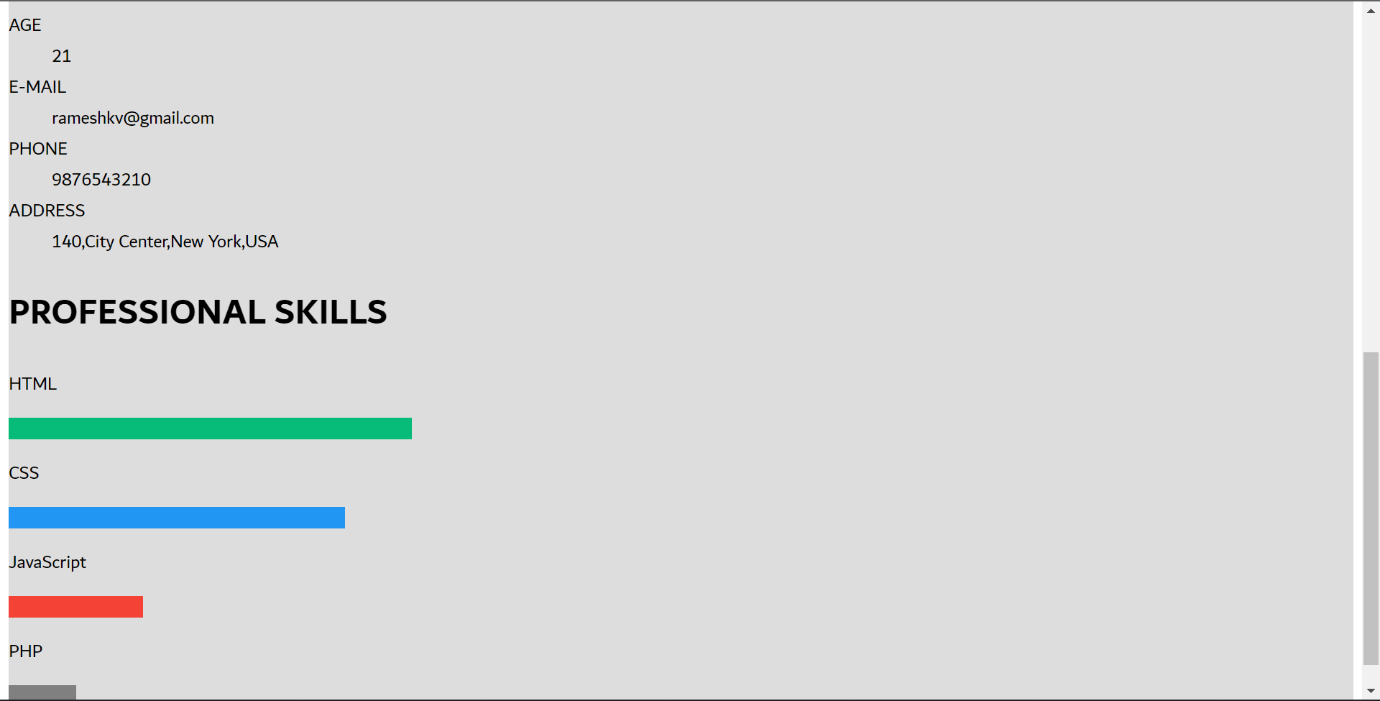 AGE
21
E-MAIL
rameshkv@gmail.com
PHONE
9876543210
ADDRESS
140,City Center,New York,USA
PROFESSIONAL SKILLS
HTML
CSS
JavaScript
PHP